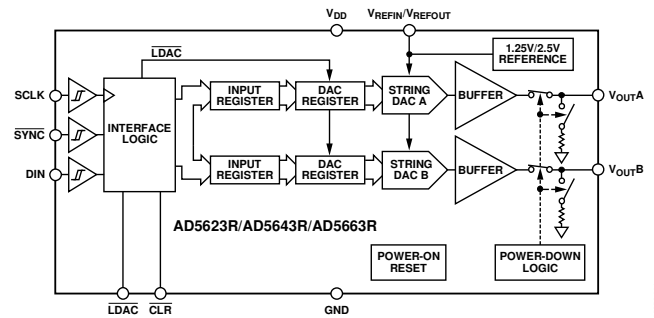 VDD
VREFIN/VREFOUT
LDAC
1.25V/2.5V
REFERENCE
SCLK
SYNC
DIN
INTERFACE
LOGIC
INPUT
REGISTER
DAC
REGISTER
STRING
DAC A
BUFFER
VOUTA
INPUT
REGISTER
DAC
REGISTER
STRING
DAC B
BUFFER
VOUTB
AD5623R/AD5643R/AD5663R
POWER-ON
RESET
POWER-DOWN
LOGIC
LDAC
CLR
GND